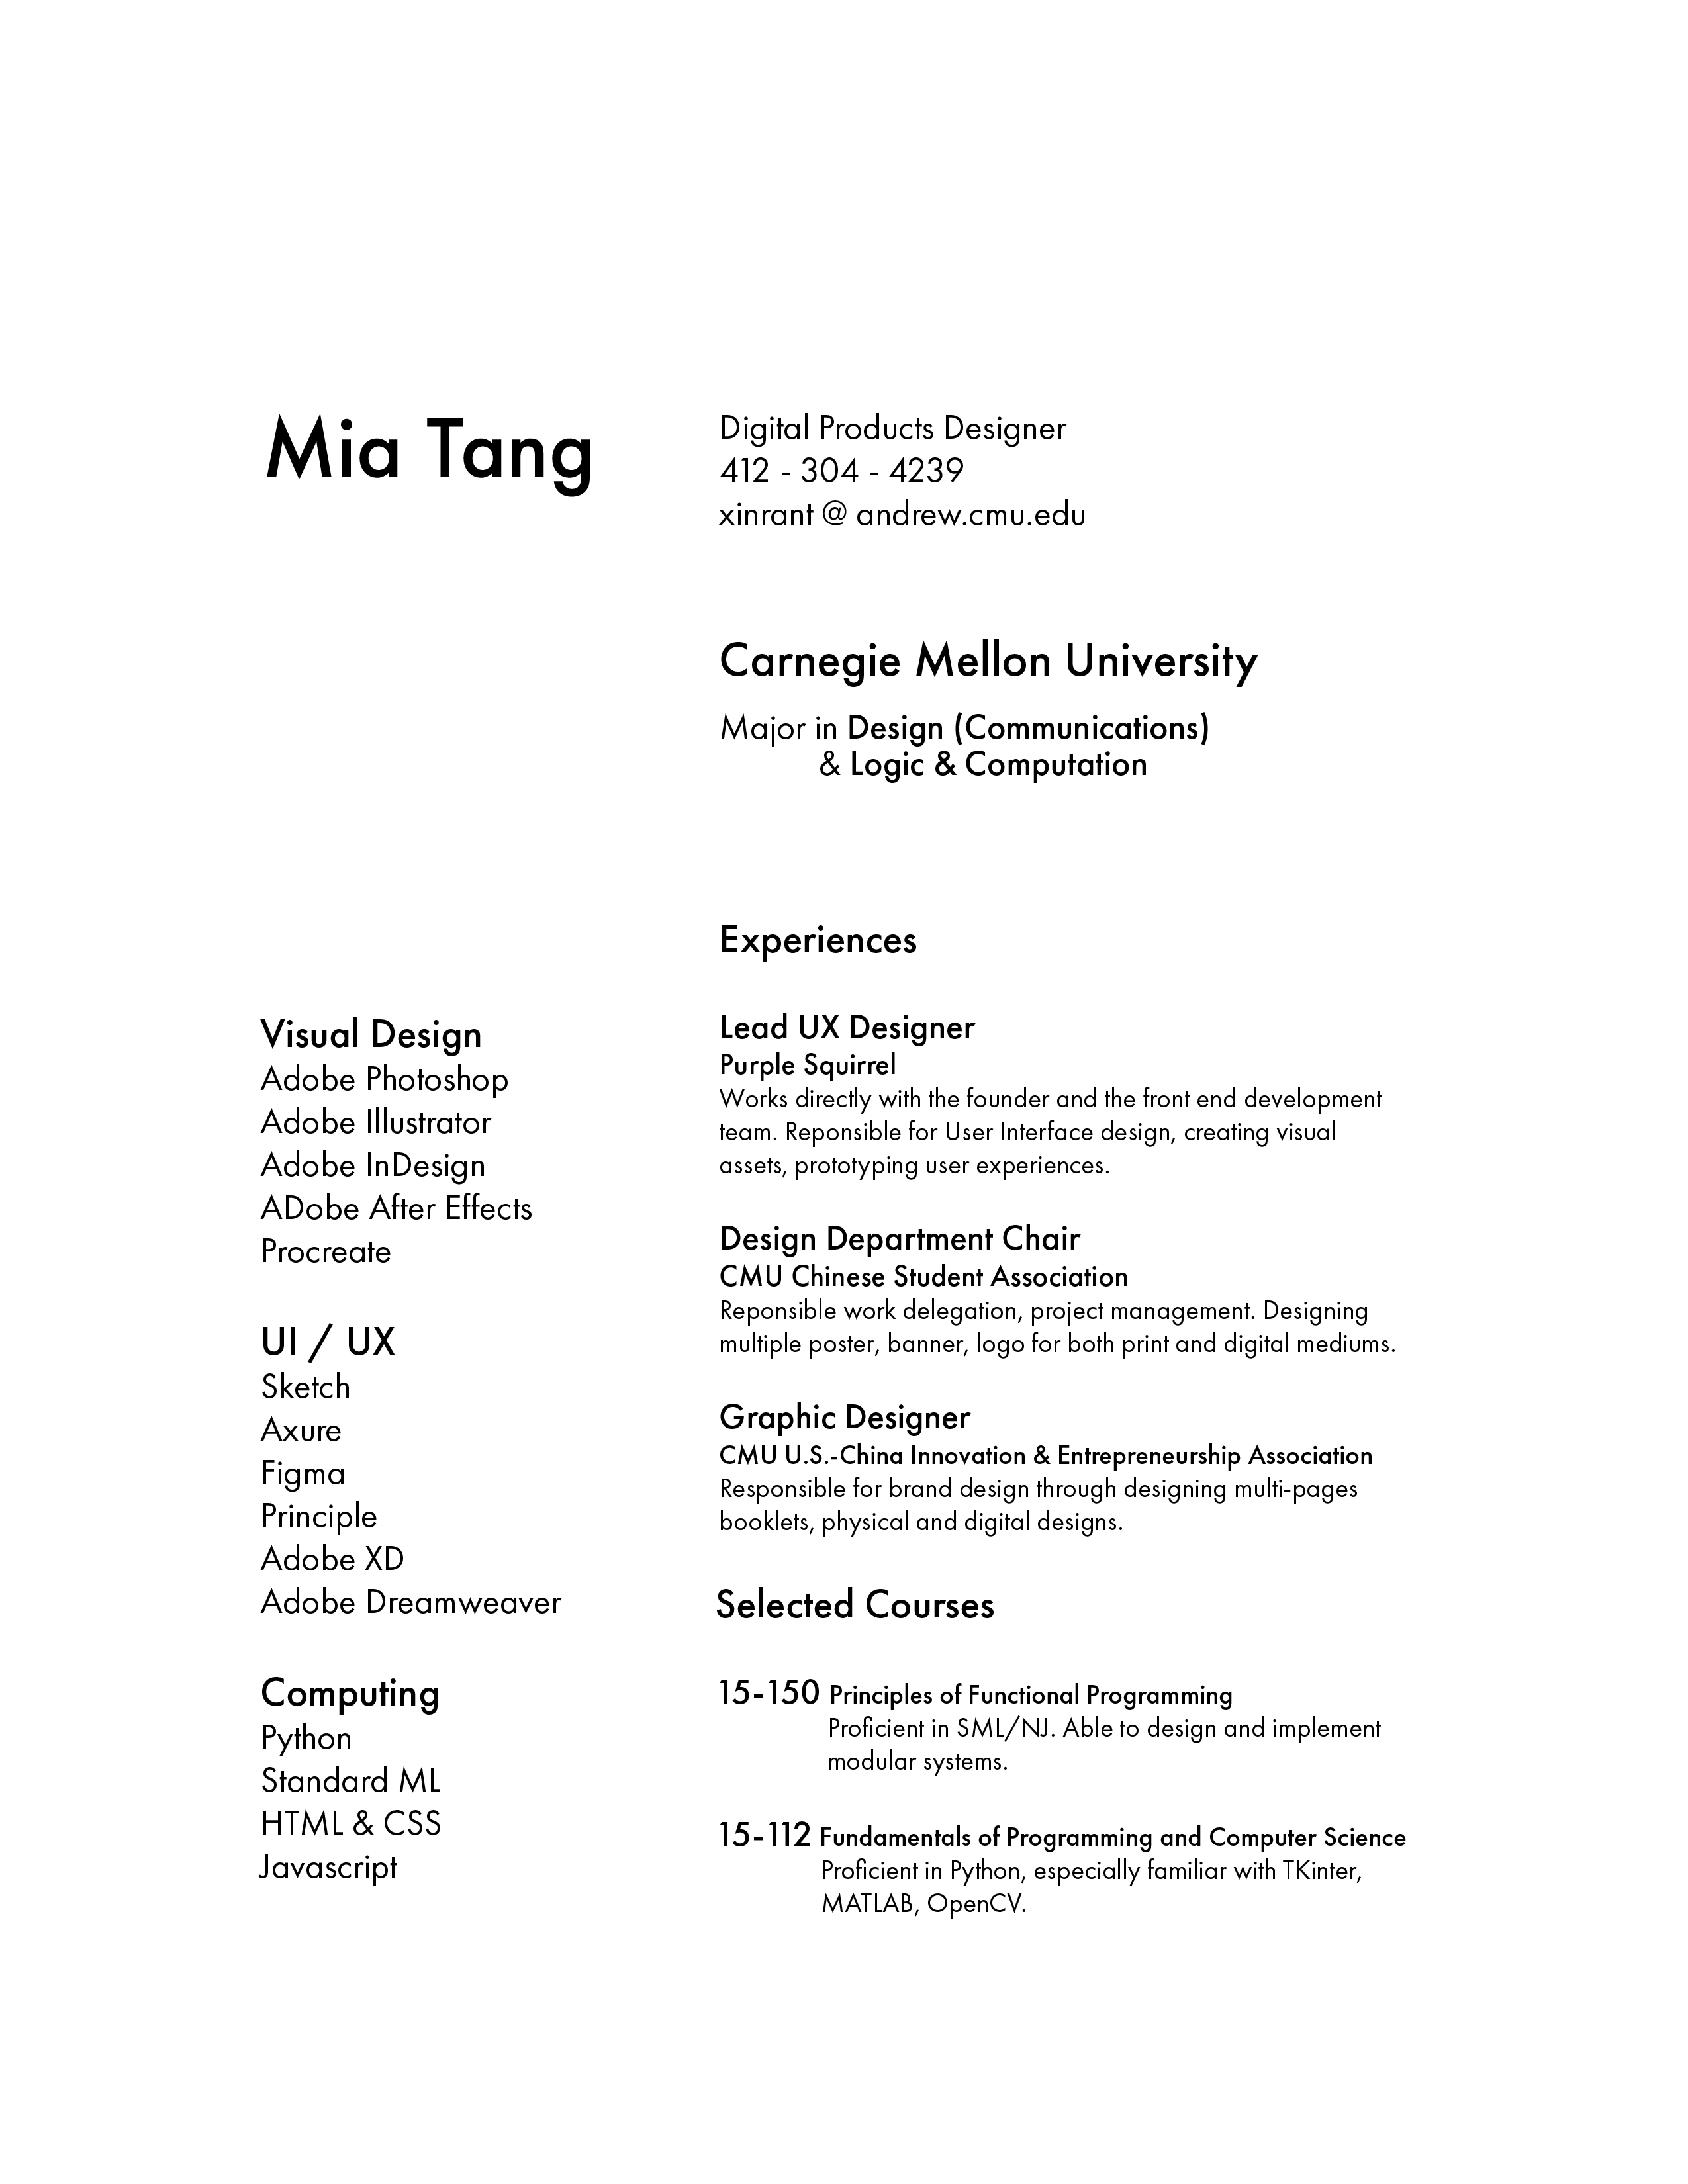 Mia Tang
Digital Products Designer
412 - 304 - 4239
xinrant @ andrew.cmu.edu
Carnegie Mellon University
Major in Design (Communications)
& Logic & Computation
Visual Design
Adobe Photoshop
Adobe Illustrator
Adobe InDesign
ADobe After Effects
Procreate
UI / UX
Sketch
Axure
Figma
Principle
Adobe XD
Adobe Dreamweaver
Computing
Python
Standard ML
HTML & CSS
Javascript
Experiences
Lead UX Designer
Purple Squirrel
Works directly with the founder and the front end development
team. Reponsible for User Interface design, creating visual
assets, prototyping user experiences.
Design Department Chair
CMU Chinese Student Association
Reponsible work delegation, project management. Designing
multiple poster, banner, logo for both print and digital mediums.
Graphic Designer
CMU U.S.-China Innovation & Entrepreneurship Association
Responsible for brand design through designing multi-pages
booklets, physical and digital designs.
Selected Courses
15-150 Principles of Functional Programming
Proficient in SML/NJ. Able to design and implement
modular systems.
15-112 Fundamentals of Programming and Computer Science
Proficient in Python, especially familiar with TKinter,
MATLAB, OpenCV.